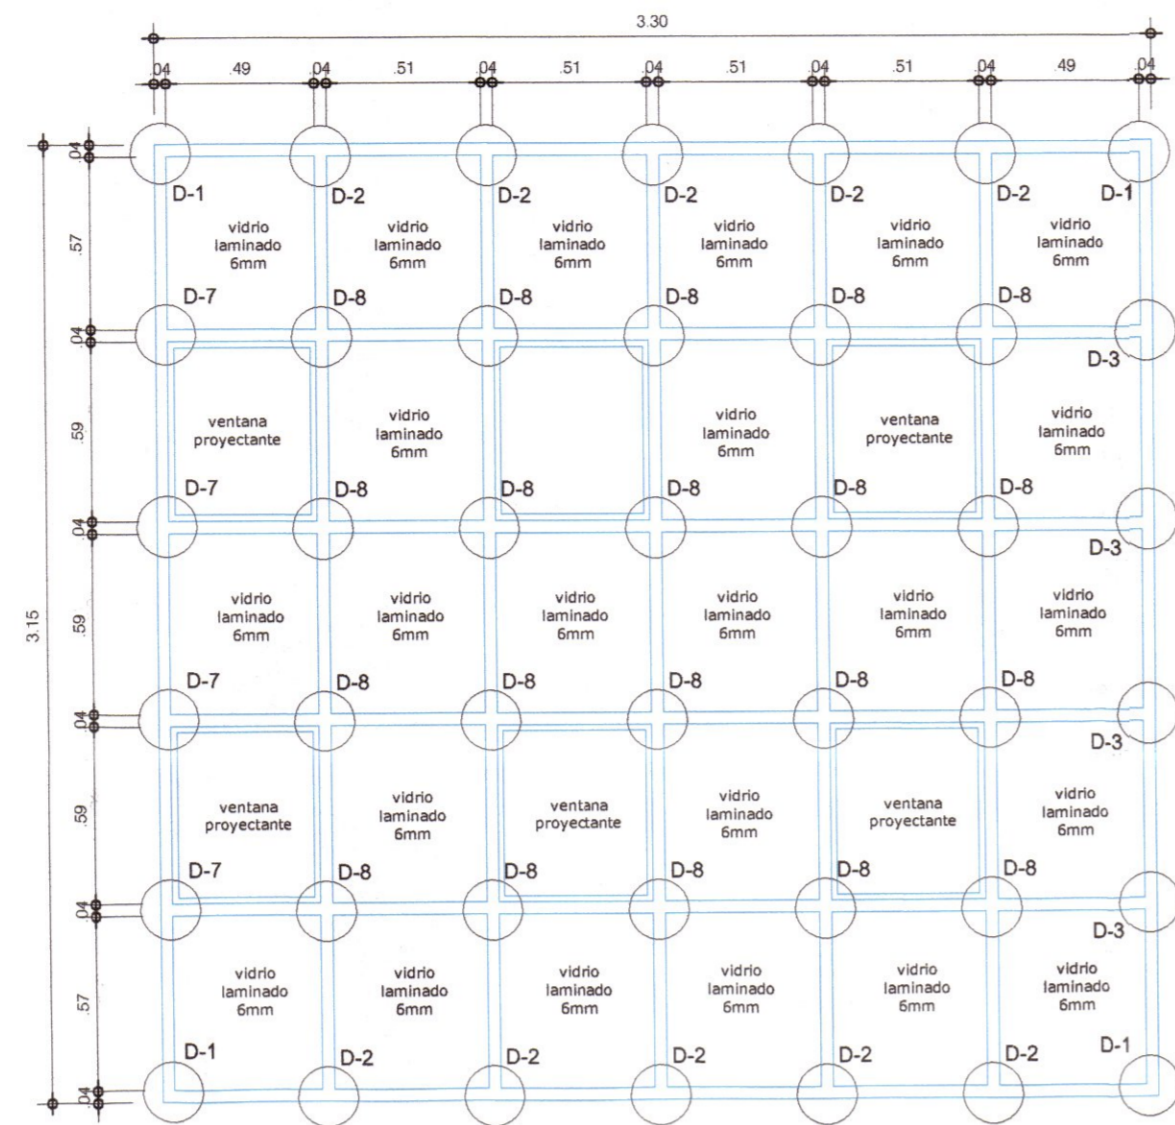 3.30
.04 .49 .04 .51 .04 .51 .04 .51 .04 .51 .04 .49 .04
.04
D-1 D-2 D-2 D-2 D-2 D-2 D-1
.57
vidrio
laminado
6mm
vidrio
laminado
6mm
vidrio
laminado
6mm
vidrio
laminado
6mm
vidrio
laminado
6mm
vidrio
laminado
6mm
D-7 D-8 D-8 D-8 D-8 D-8 D-3
.04
.59
ventana
proyectante
vidrio
laminado
6mm
vidrio
laminado
6mm
ventana
proyectante
vidrio
laminado
6mm
D-7 D-8 D-8 D-8 D-8 D-8 D-3
.04
3.15
.59
vidrio
laminado
6mm
vidrio
laminado
6mm
vidrio
laminado
6mm
vidrio
laminado
6mm
vidrio
laminado
6mm
vidrio
laminado
6mm
D-7 D-8 D-8 D-8 D-8 D-8 D-3
.04
.59
ventana
proyectante
vidrio
laminado
6mm
ventana
proyectante
vidrio
laminado
6mm
ventana
proyectante
vidrio
laminado
6mm
D-7 D-8 D-8 D-8 D-8 D-8 D-3
.04
.57
vidrio
laminado
6mm
vidrio
laminado
6mm
vidrio
laminado
6mm
vidrio
laminado
6mm
vidrio
laminado
6mm
vidrio
laminado
6mm
D-1 D-2 D-2 D-2 D-2 D-2 D-1
.04